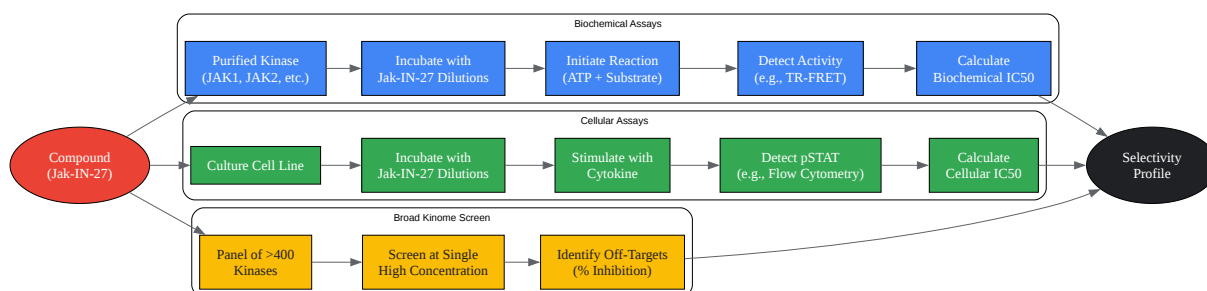 Biochemical Assays
Purified Kinase
(JAK1, JAK2, etc.)
Incubate with
Jak-IN-27 Dilutions
Initiate Reaction
(ATP + Substrate)
Detect Activity
(e.g., TR-FRET)
Calculate
Biochemical IC50
Compound
(Jak-IN-27)
Cellular Assays
Culture Cell Line
Incubate with
Jak-IN-27 Dilutions
Stimulate with
Cytokine
Detect pSTAT
(e.g., Flow Cytometry)
Calculate
Cellular IC50
Selectivity
Profile
Broad Kinome Screen
Panel of >400
Kinases
Screen at Single
High Concentration
Identify Off-Targets
(% Inhibition)